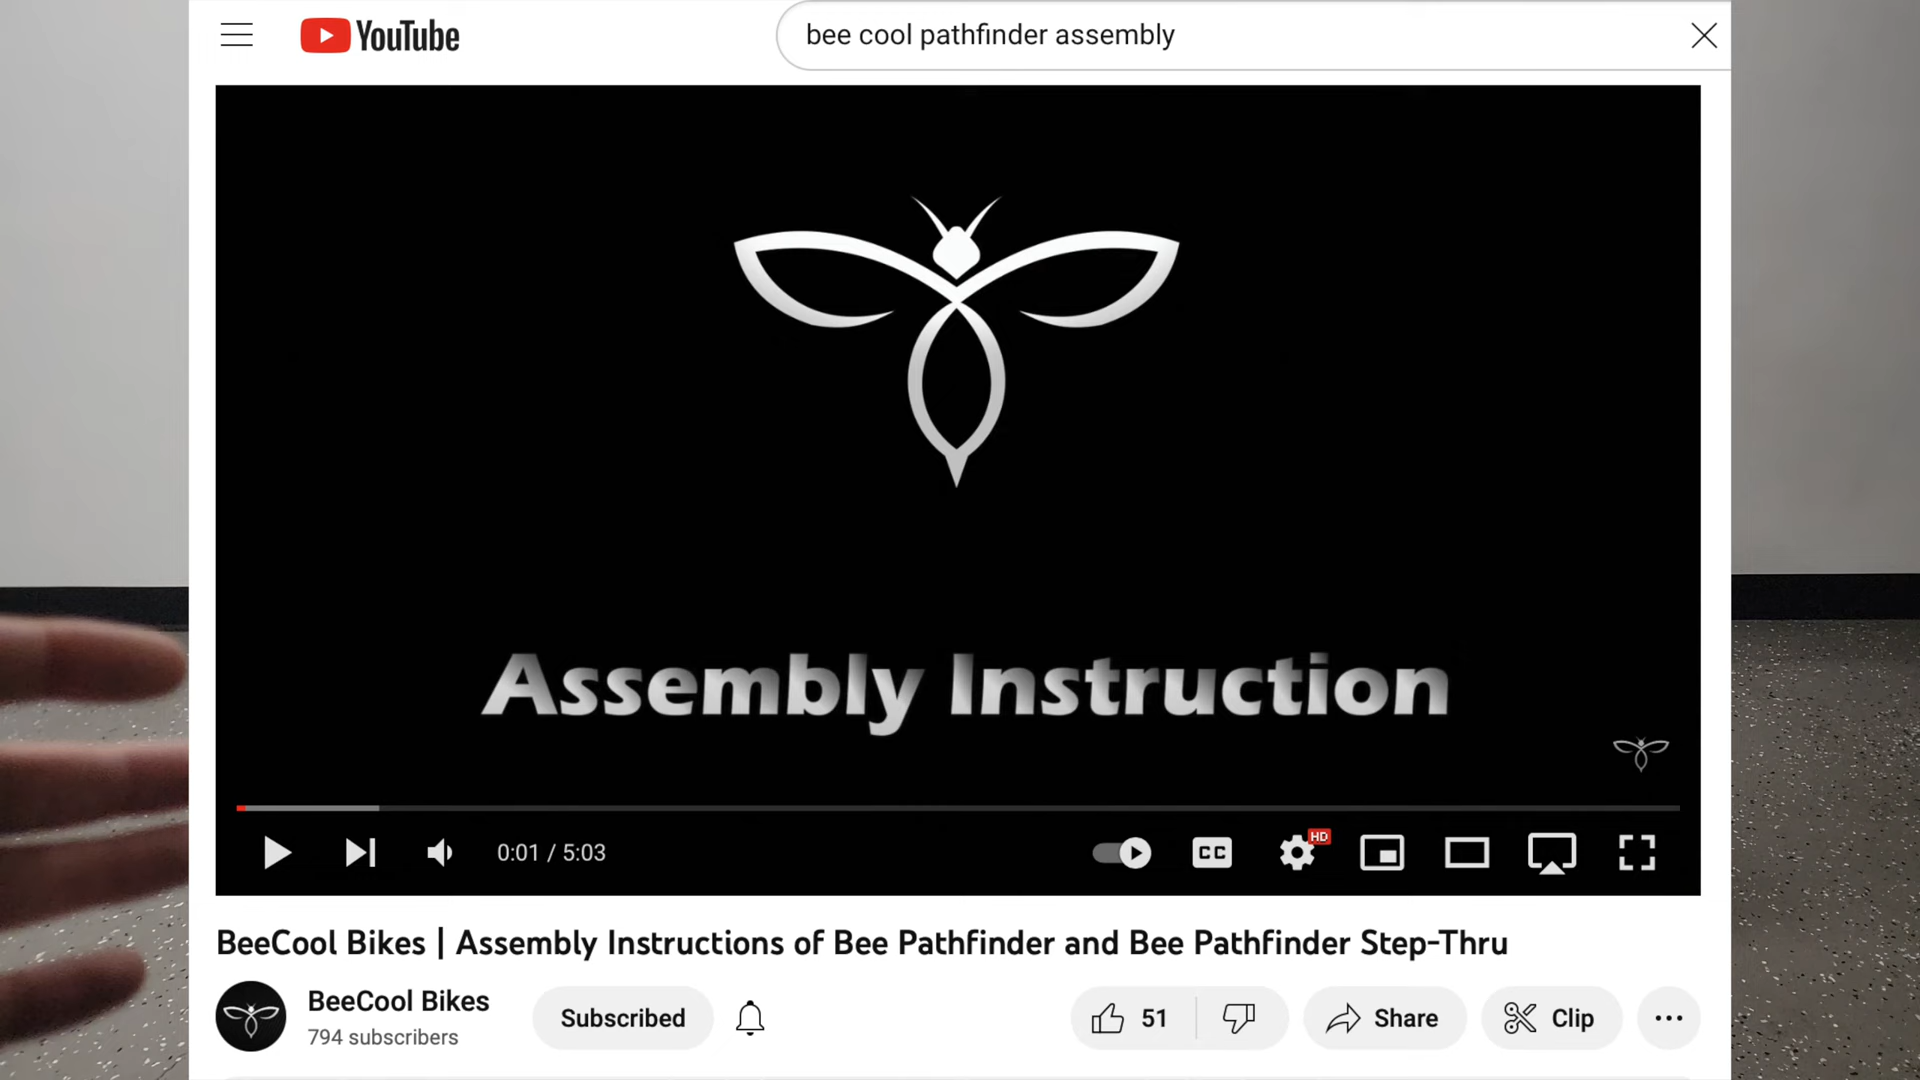 YouTube
bee cool pathfinder assembly
Assembly Instruction
0:01 / 5:03
CC
HD
BeeCool Bikes | Assembly Instructions of Bee Pathfinder and Bee Pathfinder Step-Thru
BeeCool Bikes
794 subscribers
Subscribed
51
Share
Clip